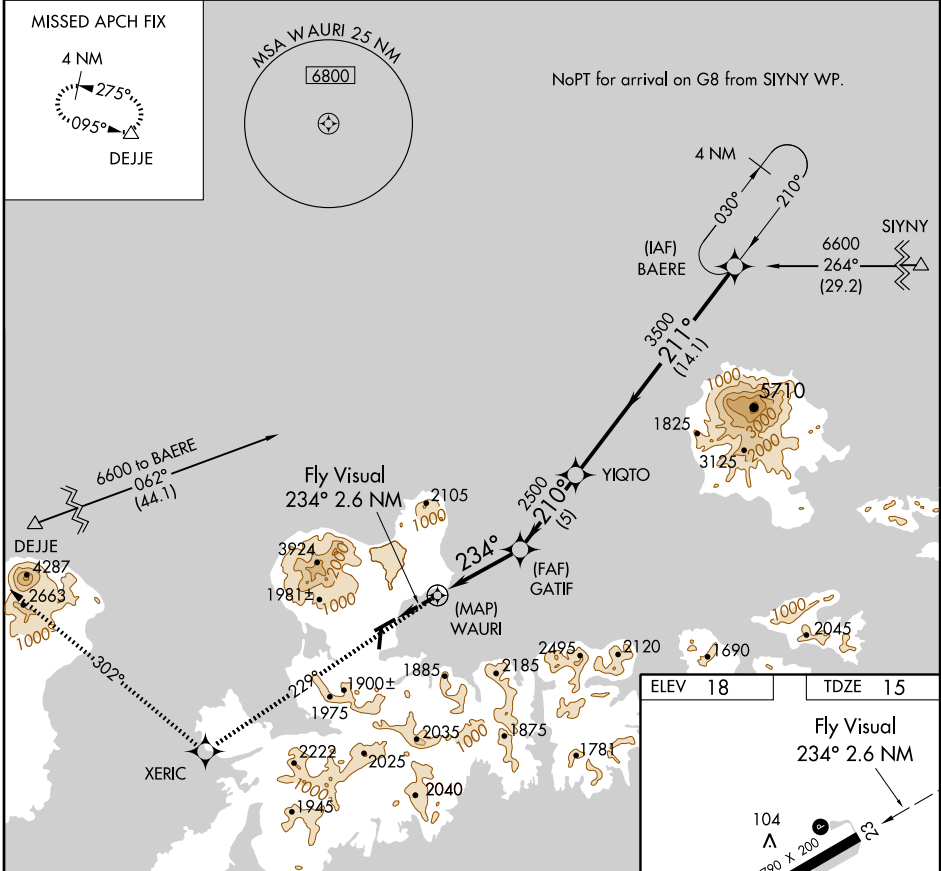 MISSED APCH FIX
4 NM
275°
095°
DEJJE
MSA WAURI 25 NM
6800
NoPT for arrival on G8 from SIYNY WP.
4 NM
030°
210°
(IAF)
BAERE
SIYNY
6600
264°
(29.2)
3500
211°
(14.1)
1000
5710
1825
3000
2000
3125
6600 to BAERE
062°
(44.1)
DEJJE
Fly Visual
234° 2.6 NM
2105
1000
YIQTO
2500
210°
(5)
3924
2000
1981±
1000
234°
(FAF)
GATIF
(MAP)
WAURI
4287
2663
1000
302°
229°
XERIC
1900±
1975
1885
2185
2495
2120
1690
1000
2045
2035
1000
1875
1781
2222
2025
1000
1945
2040
ELEV 18
TDZE 15
Fly Visual
234° 2.6 NM
104
P
23
790 X 200